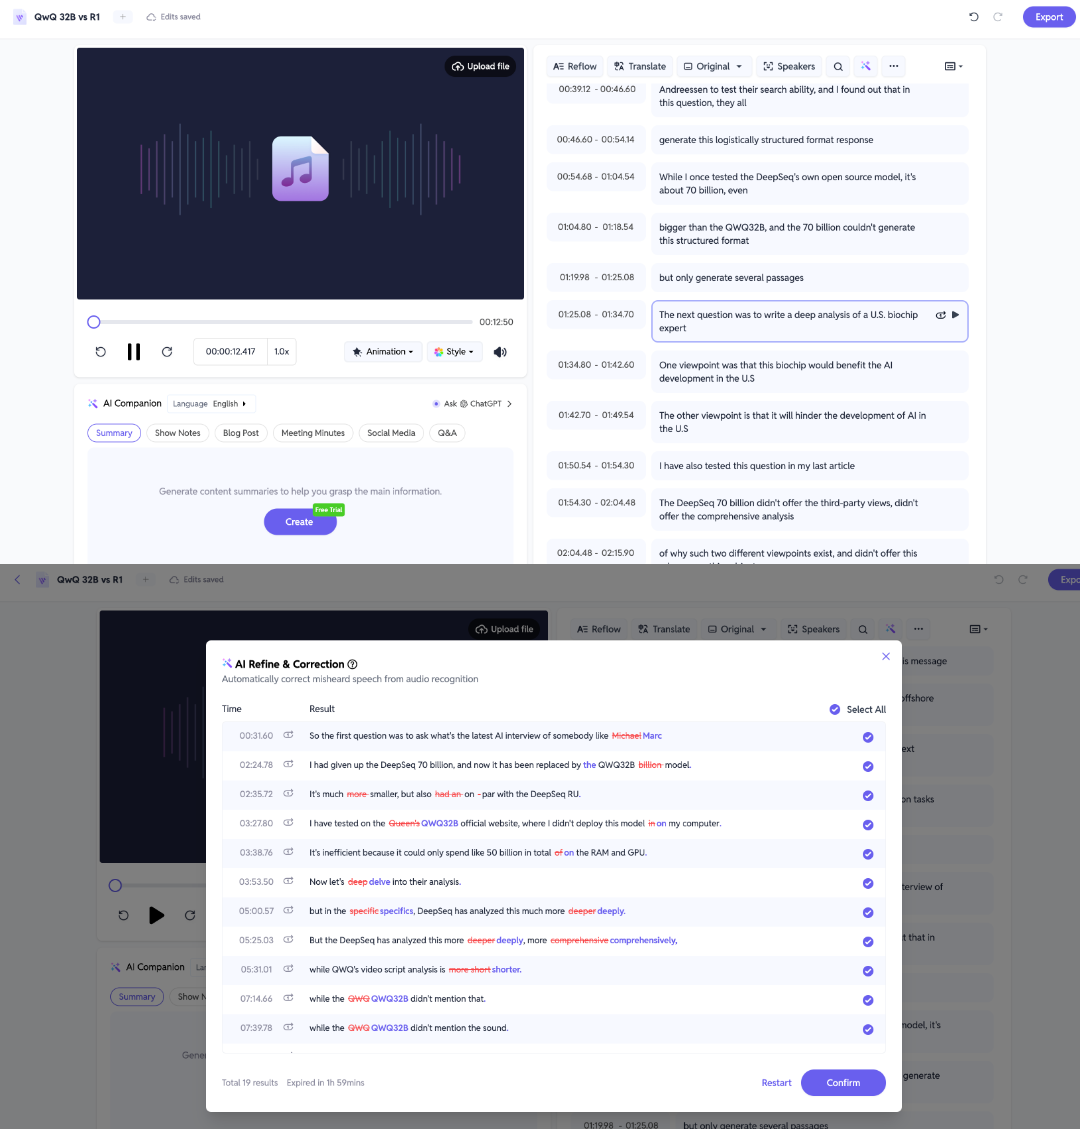 QwQ 32B vs R1
+
Edits saved
Export
Upload file
00:12:50
00:00:12.417
1.0x
Animation
Style
AI Companion
Language English
Ask @ ChatGPT
Summary
Show Notes
Blog Post
Meeting Minutes
Social Media
Q&A
Generate content summaries to help you grasp the main information.
Free Trial
Create
Reflow
Translate
Original
Speakers
00:39.12 - 00:46.60
Andreessen to test their search ability, and I found out that in
this question, they all
00:46.60 - 00:54.14
generate this logistically structured format response
00:54.68 - 01:04.54
While I once tested the DeepSeq's own open source model, it's
about 70 billion, even
01:04.80 - 01:18.54
bigger than the QWQ32B, and the 70 billion couldn't generate
this structured format
01:19.98 - 01:25.08
but only generate several passages
01:25.08 - 01:34.70
The next question was to write a deep analysis of a U.S. biochip
expert
01:34.80 - 01:42.60
One viewpoint was that this biochip would benefit the AI
development in the U.S
01:42.70 - 01:49.54
The other viewpoint is that it will hinder the development of AI in
the U.S
01:50.54 - 01:54.30
I have also tested this question in my last article
01:54.30 - 02:04.48
The DeepSeq 70 billion didn't offer the third-party views, didn't
offer the comprehensive analysis
02:04.48 - 02:15.90
of why such two different viewpoints exist, and didn't offer this
QwQ 32B vs R1
+
Edits saved
Expo
Upload file
Reflow
Translate
Original
Speakers
is message
offshore
ext
on tasks
terview of
t that in
nodel, it's
generate
AI Companion
Lar
Summary
Show N
Gener
AI Refine & Correction
Automatically correct misheard speech from audio recognition
Time
Result
Select All
00:31.60
So the first question was to ask what's the latest AI interview of somebody like Michael Marc
02:24.78
I had given up the DeepSeq 70 billion, and now it has been replaced by the QWQ32B billion model.
02:35.72
It's much more smaller, but also had an on -par with the DeepSeq RU.
03:27.80
I have tested on the Queen's QWQ32B official website, where I didn't deploy this model in on my computer.
03:38.76
It's inefficient because it could only spend like 50 billion in total of on the RAM and GPU.
03:53.50
Now let's deep delve into their analysis.
05:00.57
but in the specific specifics, DeepSeq has analyzed this much more deeper deeply.
05:25.03
But the DeepSeq has analyzed this more deeper deeply, more comprehensive comprehensively,
05:31.01
while QWQ's video script analysis is more short shorter.
07:14.66
while the QWQ QWQ32B didn't mention that.
07:39.78
while the QWQ QWQ32B didn't mention the sound.
Total 19 results
Expired in 1h 59mins
Restart
Confirm
01:19.98 - 01:25.08
but only generate several passages